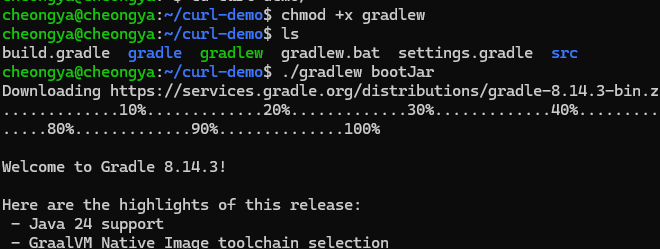 cheongya@cheongya:~/curl-demo$ chmod +x gradlew
cheongya@cheongya:~/curl-demo$ ls
build.gradle gradle gradlew gradlew.bat settings.gradle src
cheongya@cheongya:~/curl-demo$ ./gradlew bootJar
Downloading https://services.gradle.org/distributions/gradle-8.14.3-bin.z
.............10%.............20%.............30%.............40%.........
.....80%.............90%.............100%
Welcome to Gradle 8.14.3!
Here are the highlights of this release:
- Java 24 support
- GraalVM Native Image toolchain selection